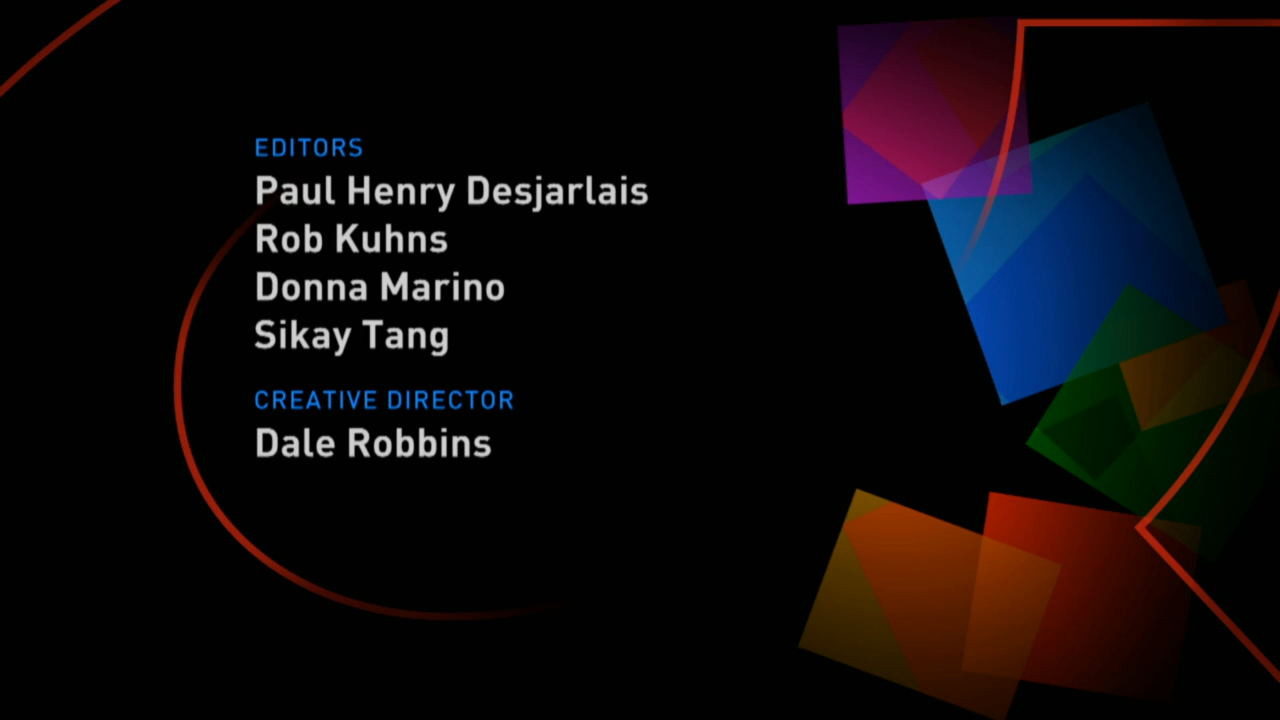 EDITORS
Paul Henry Desjarlais
Rob Kuhns
Donna Marino
Sikay Tang
CREATIVE DIRECTOR
Dale Robbins